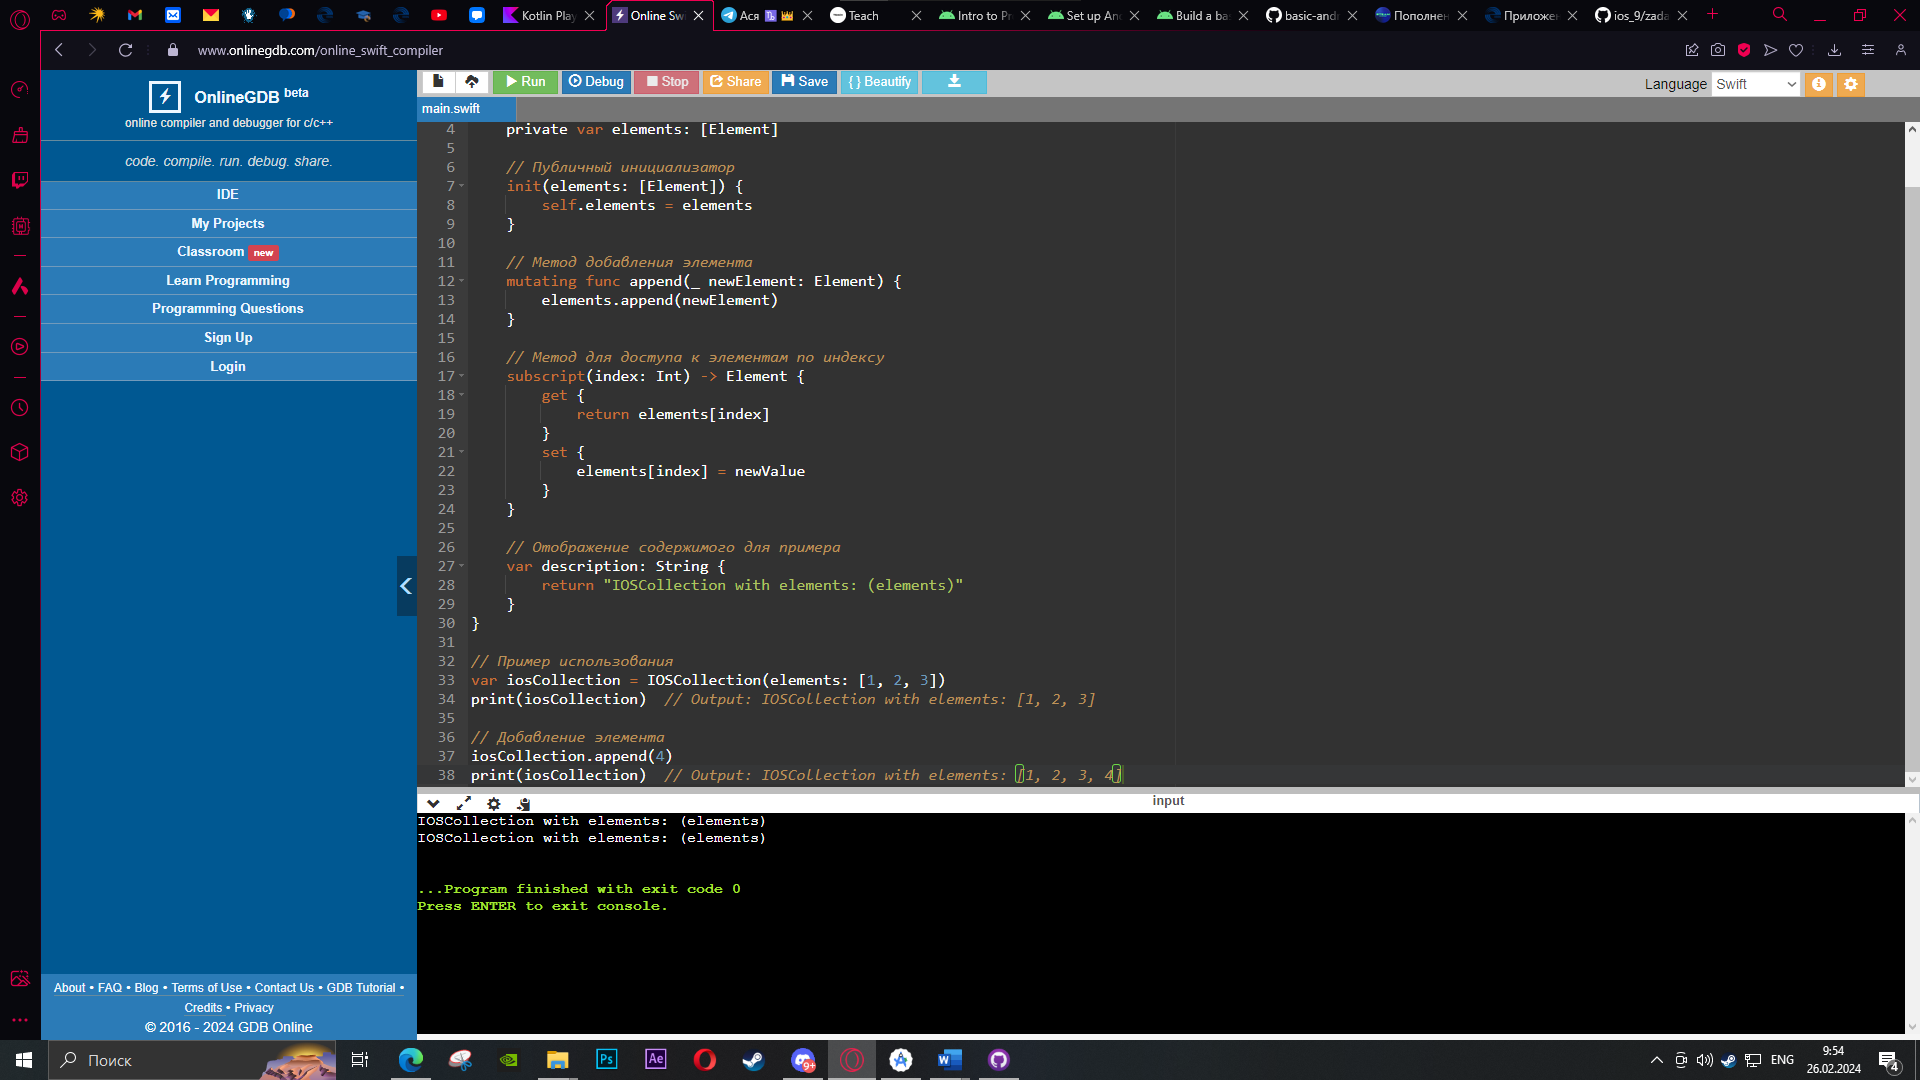 Kotlin Play
Online Sw
Ася
Teach
Intro to Pr
Set up An
Build a ba
basic-and
Пополнен
Приложен
ios_9/zada
www.onlinegdb.com/online_swift_compiler
OnlineGDB beta
online compiler and debugger for c/c++
code. compile. run. debug. share.
IDE
My Projects
Classroom new
Learn Programming
Programming Questions
Sign Up
Login
About • FAQ • Blog • Terms of Use • Contact Us • GDB Tutorial •
Credits • Privacy
© 2016 - 2024 GDB Online
Run Debug Stop Share Save { } Beautify
Language Swift
main.swift
4 private var elements: [Element]
5
6 // Публичный инициализатор
7 init(elements: [Element]) {
8 self.elements = elements
9 }
10
11 // Метод добавления элемента
12 mutating func append(_ newElement: Element) {
13 elements.append(newElement)
14 }
15
16 // Метод для доступа к элементам по индексу
17 subscript(index: Int) -> Element {
18 get {
19 return elements[index]
20 }
21 set {
22 elements[index] = newValue
23 }
24 }
25
26 // Отображение содержимого для примера
27 var description: String {
28 return "IOSCollection with elements: (elements)"
29 }
30 }
31
32 // Пример использования
33 var iosCollection = IOSCollection(elements: [1, 2, 3])
34 print(iosCollection) // Output: IOSCollection with elements: [1, 2, 3]
35
36 // Добавление элемента
37 iosCollection.append(4)
38 print(iosCollection) // Output: IOSCollection with elements: [1, 2, 3, 4]
input
IOSCollection with elements: (elements)
IOSCollection with elements: (elements)
...Program finished with exit code 0
Press ENTER to exit console.
Поиск
Ps
Ae
9+
ENG
9:54
26.02.2024
4